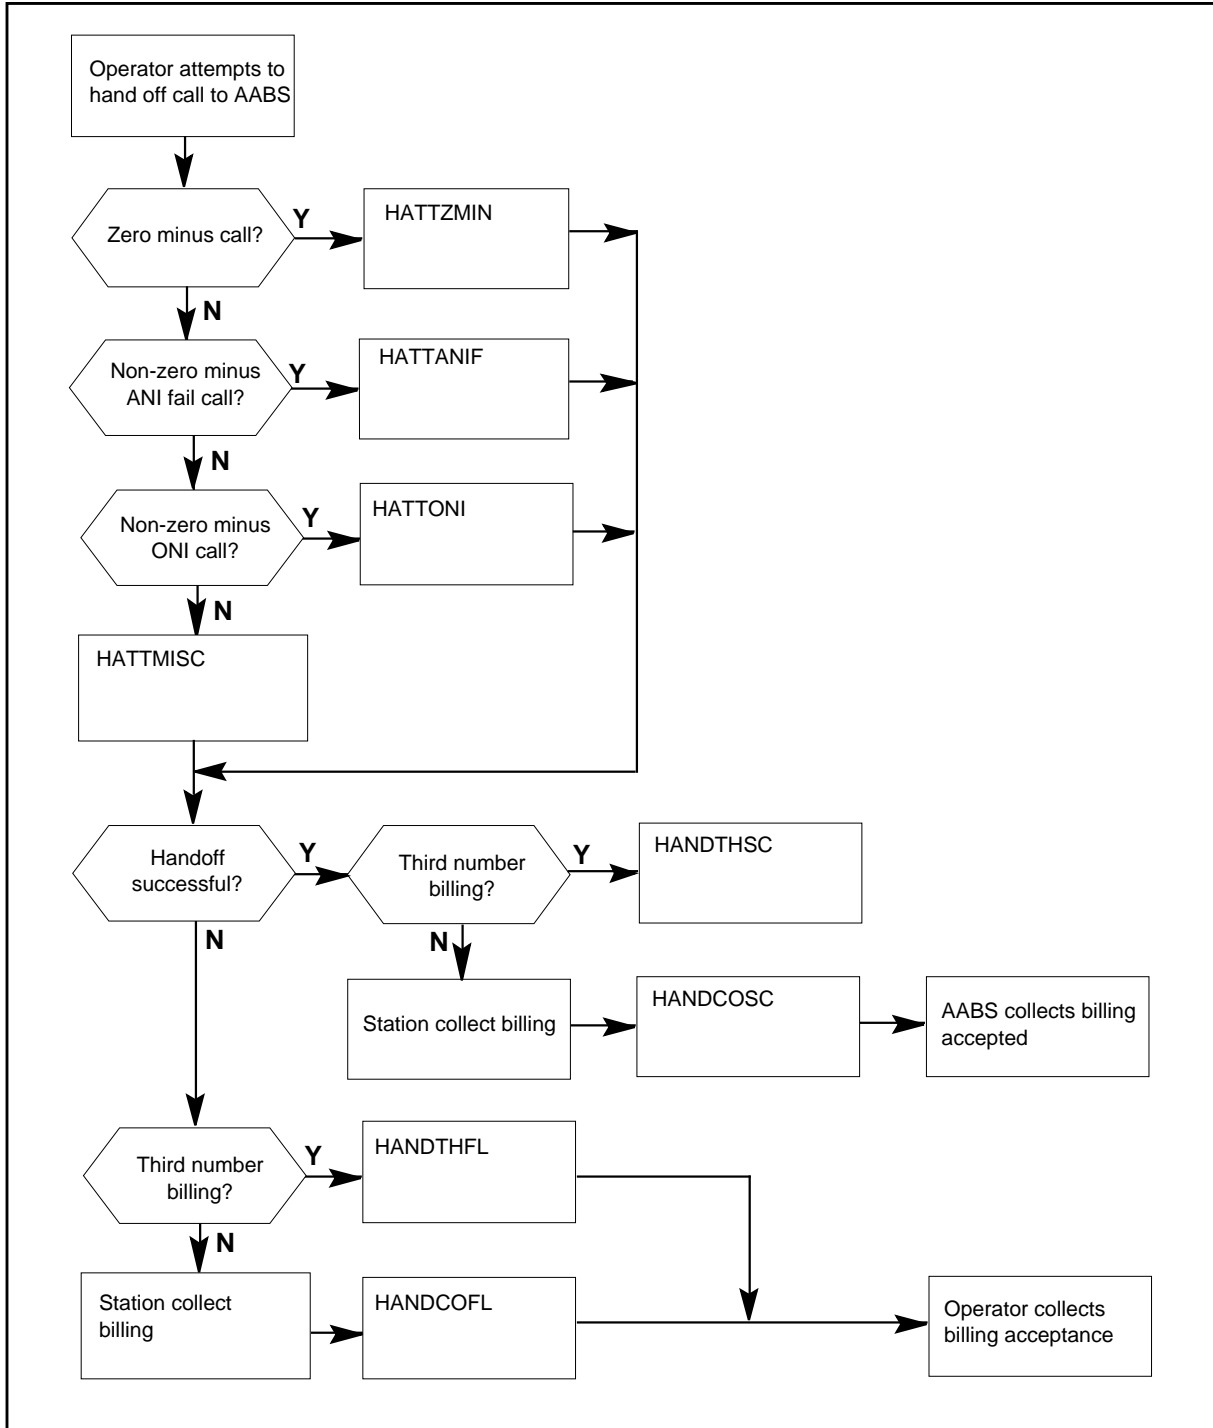 Operator attempts to
hand off call to AABS
Zero minus call?
Y
HATTZMIN
N
Non-zero minus
ANI fail call?
Y
HATTANIF
N
Non-zero minus
ONI call?
Y
HATTONI
N
HATTMISC
Handoff
successful?
Y
Third number
billing?
Y
HANDTHSC
N
N
Station collect billing
HANDCOSC
AABS collects billing
accepted
Third number
billing?
Y
HANDTHFL
N
Station collect
billing
HANDCOFL
Operator collects
billing acceptance